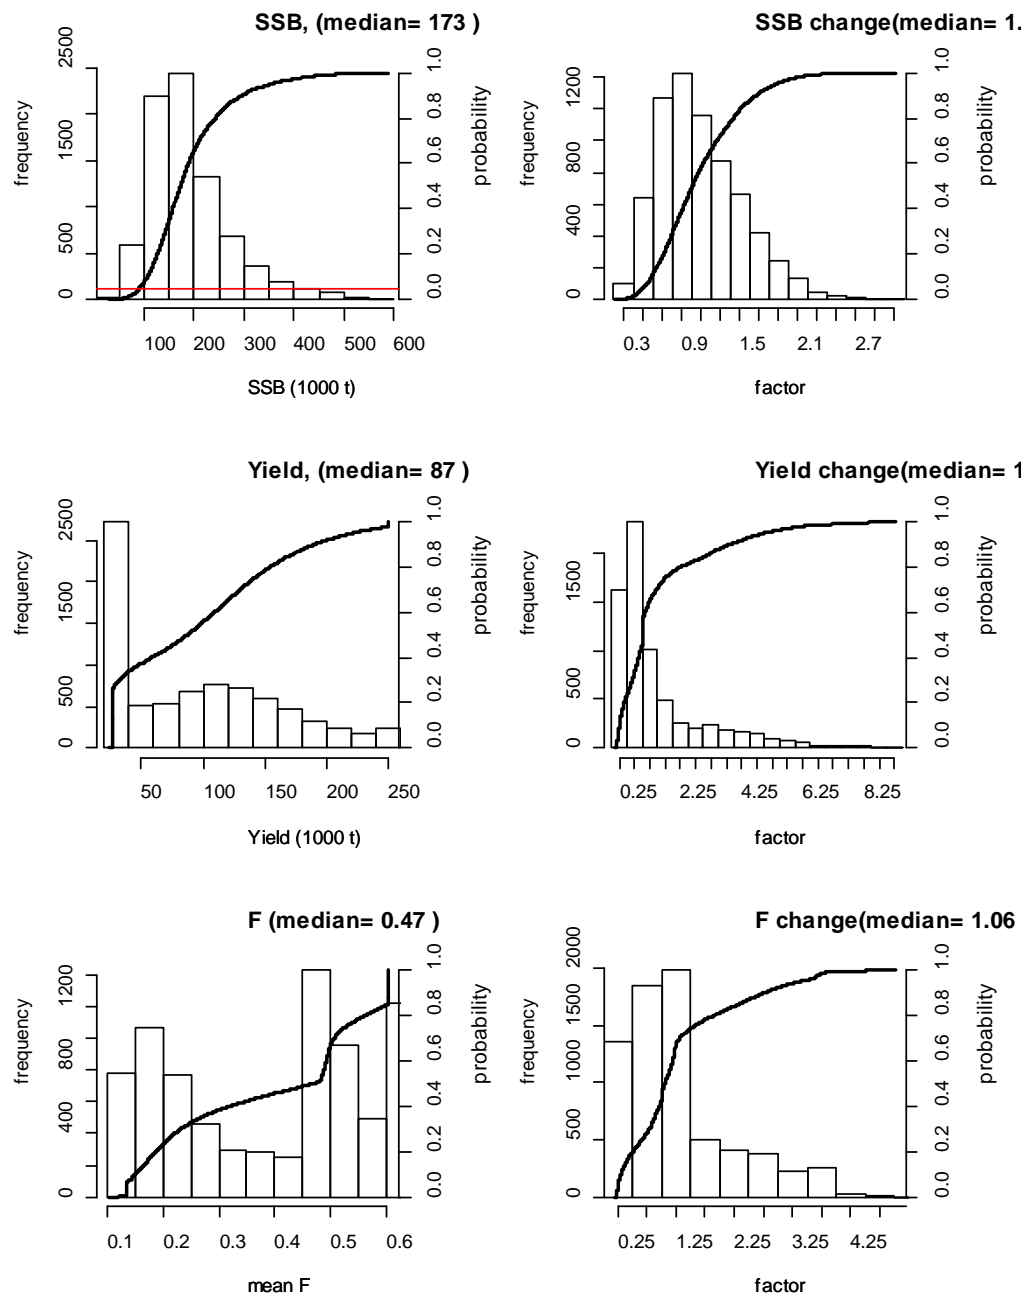 SSB, (median= 173 )
frequency
0
500
1500
2500
probability
0.0
0.2
0.4
0.6
0.8
1.0
100 200 300 400 500 600
SSB (1000 t)
SSB change(median= 1.
frequency
0
400
800
1200
probability
0.0
0.2
0.4
0.6
0.8
1.0
0.3 0.9 1.5 2.1 2.7
factor
Yield, (median= 87 )
frequency
0
500
1500
2500
probability
0.0
0.2
0.4
0.6
0.8
1.0
50 100 150 200 250
Yield (1000 t)
Yield change(median= 1
frequency
0
500
1500
probability
0.0
0.2
0.4
0.6
0.8
1.0
0.25 2.25 4.25 6.25 8.25
factor
F (median= 0.47 )
frequency
0
400
800
1200
probability
0.0
0.2
0.4
0.6
0.8
1.0
0.1 0.2 0.3 0.4 0.5 0.6
mean F
F change(median= 1.06
frequency
0
500
1000
1500
2000
probability
0.0
0.2
0.4
0.6
0.8
1.0
0.25 1.25 2.25 3.25 4.25
factor